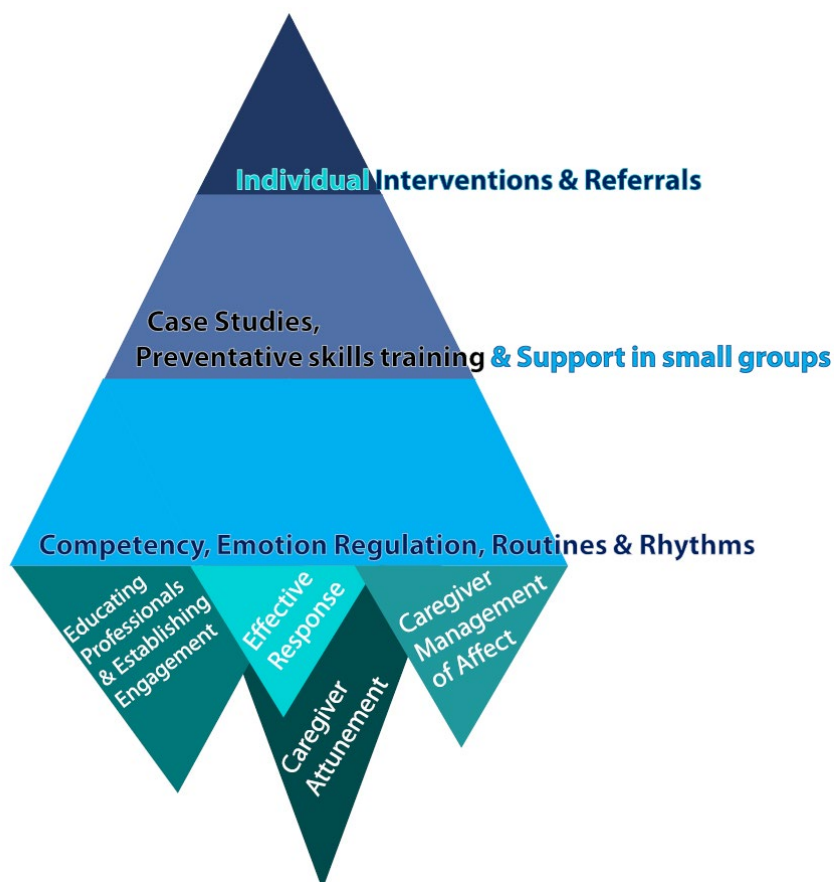 Individual Interventions & Referrals
Case Studies,
Preventative skills training & Support in small groups
Competency, Emotion Regulation, Routines & Rhythms
Educating
Professionals
& Establishing
Engagement
Effective
Response
Caregiver
Attunement
Caregiver
Management
of Affect